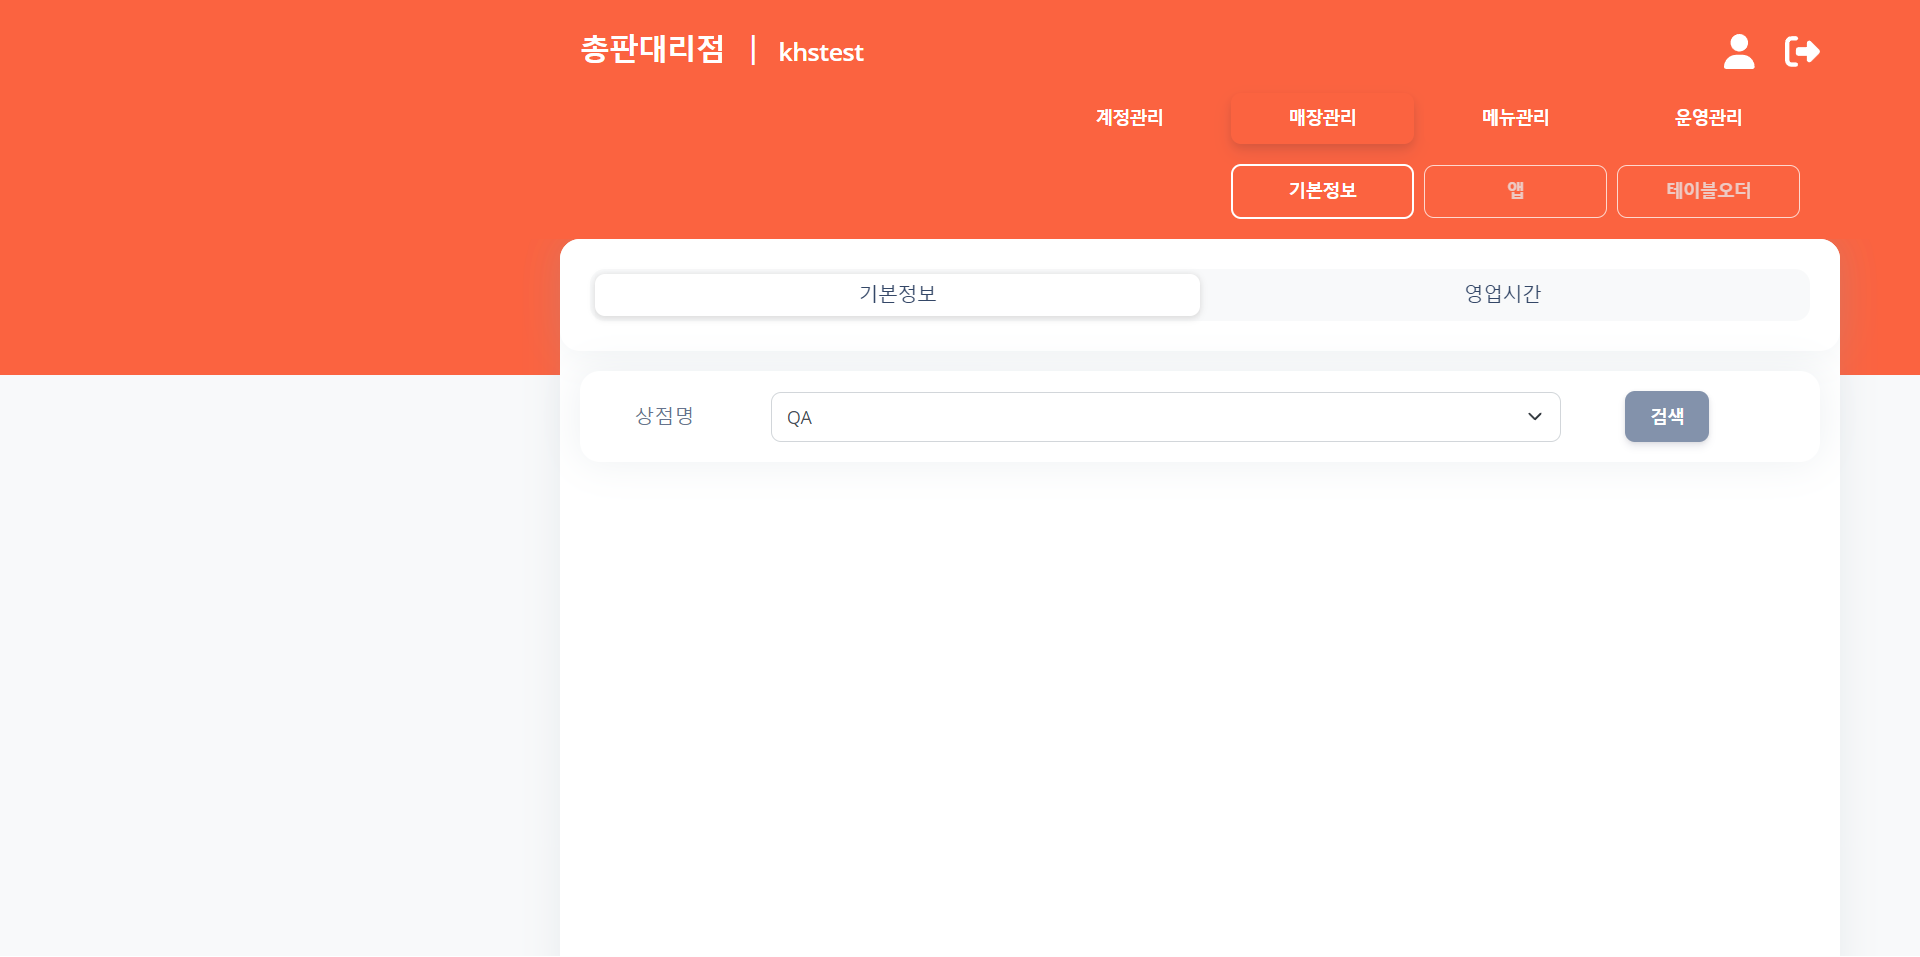 총판대리점 | khstest
계정관리 매장관리 메뉴관리 운영관리
기본정보 앱 테이블오더
기본정보 영업시간
상점명 QA 검색